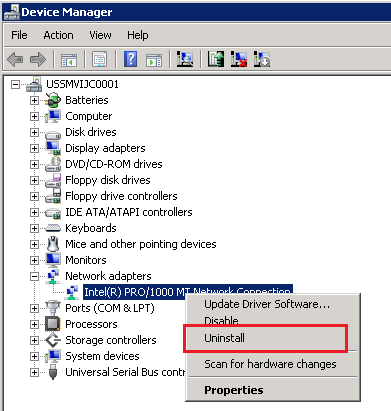 Device Manager
File Action View Help
USSMVIJC0001
Batteries
Computer
Disk drives
Display adapters
DVD/CD-ROM drives
Floppy disk drives
Floppy drive controllers
IDE ATA/ATAPI controllers
Keyboards
Mice and other pointing devices
Monitors
Network adapters
Intel(R) PRO/1000 MT Network Connection
Ports (COM & LPT)
Processors
Storage controllers
System devices
Universal Serial Bus contr
Update Driver Software...
Disable
Uninstall
Scan for hardware changes
Properties